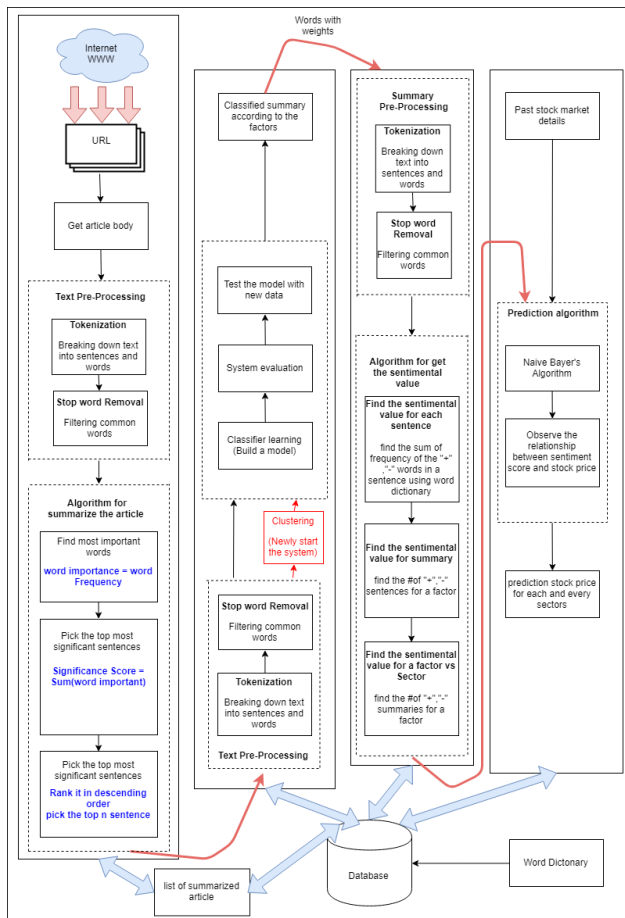 Internet
WWW
URL
Get article body
Text Pre-Processing
Tokenization
Breaking down text
into sentences and
words
Stop word Removal
Filtering common
words
Algorithm for
summarize the article
Find most important
words
word importance = word
Frequency
Pick the top most
significant sentences
Significance Score =
Sum(word important)
Pick the top most
significant sentences
Rank it in descending
order
pick the top n sentence
Words with
weights
Classified summary
according to the
factors
Test the model with
new data
System evaluation
Classifier learning
(Build a model)
Clustering
(Newly start
the system)
Stop word Removal
Filtering common
words
Tokenization
Breaking down text
into sentences and
words
Text Pre-Processing
Summary
Pre-Processing
Tokenization
Breaking down
text into
sentences and
words
Stop word
Removal
Filtering common
words
Algorithm for get
the sentimental
value
Find the sentimental
value for each
sentence
find the sum of
frequency of the "+"
,"-" words in a
sentence using word
dictionary
Find the sentimental
value for summary
find the #of "+","-"
sentences for a factor
Find the sentimental
value for a factor vs
Sector
find the #of "+","-"
summaries for a
factor
Past stock market
details
Prediction algorithm
Naive Bayer's
Algorithm
Observe the
relationship
between sentiment
score and stock price
prediction stock price
for each and every
sectors
list of summarized
article
Database
Word Dictonary